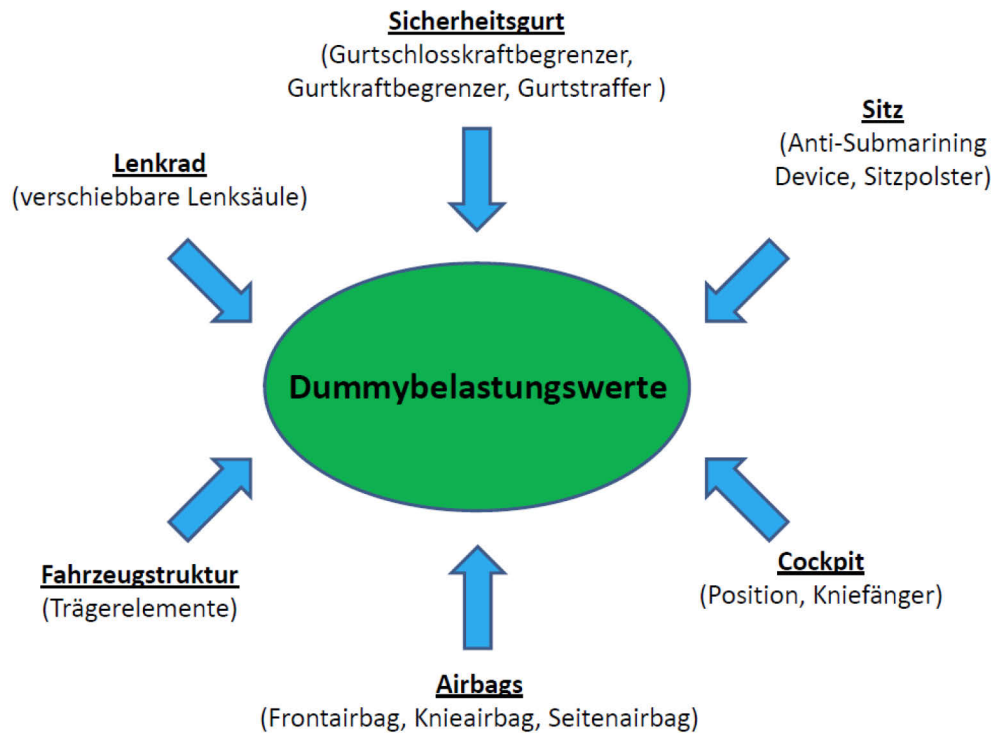 Sicherheitsgurt
(Gurtschlosskraftbegrenzer,
Gurtkraftbegrenzer, Gurtstraffer )
Sitz
(Anti-Submarining
Device, Sitzpolster)
Lenkrad
(verschiebbare Lenksäule)
Dummybelastungswerte
Fahrzeugstruktur
(Trägerelemente)
Cockpit
(Position, Kniefänger)
Airbags
(Frontairbag, Knieairbag, Seitenairbag)